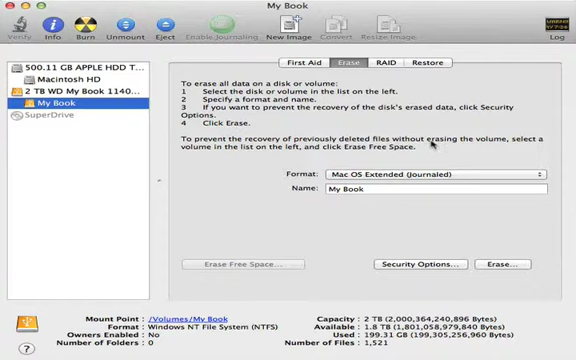 My Book
Verify
Info
Burn
Unmount
Eject
Enable Journaling
New Image
Convert
Resize Image
Log
500.11 GB APPLE HDD T...
Macintosh HD
2 TB WD My Book 1140...
My Book
SuperDrive
First Aid
Erase
RAID
Restore
To erase all data on a disk or volume:
1 Select the disk or volume in the list on the left.
2 Specify a format and name.
3 If you want to prevent the recovery of the disk's erased data, click Security
Options.
4 Click Erase.
To prevent the recovery of previously deleted files without erasing the volume, select a
volume in the list on the left, and click Erase Free Space.
Format: Mac OS Extended (Journaled)
Name: My Book
Erase Free Space...
Security Options...
Erase...
Mount Point : /Volumes/My Book
Format : Windows NT File System (NTFS)
Owners Enabled : No
Number of Folders : 0
Capacity : 2 TB (2,000,364,240,896 Bytes)
Available : 1.8 TB (1,801,058,979,840 Bytes)
Used : 199.31 GB (199,305,256,960 Bytes)
Number of Files : 1,521
?